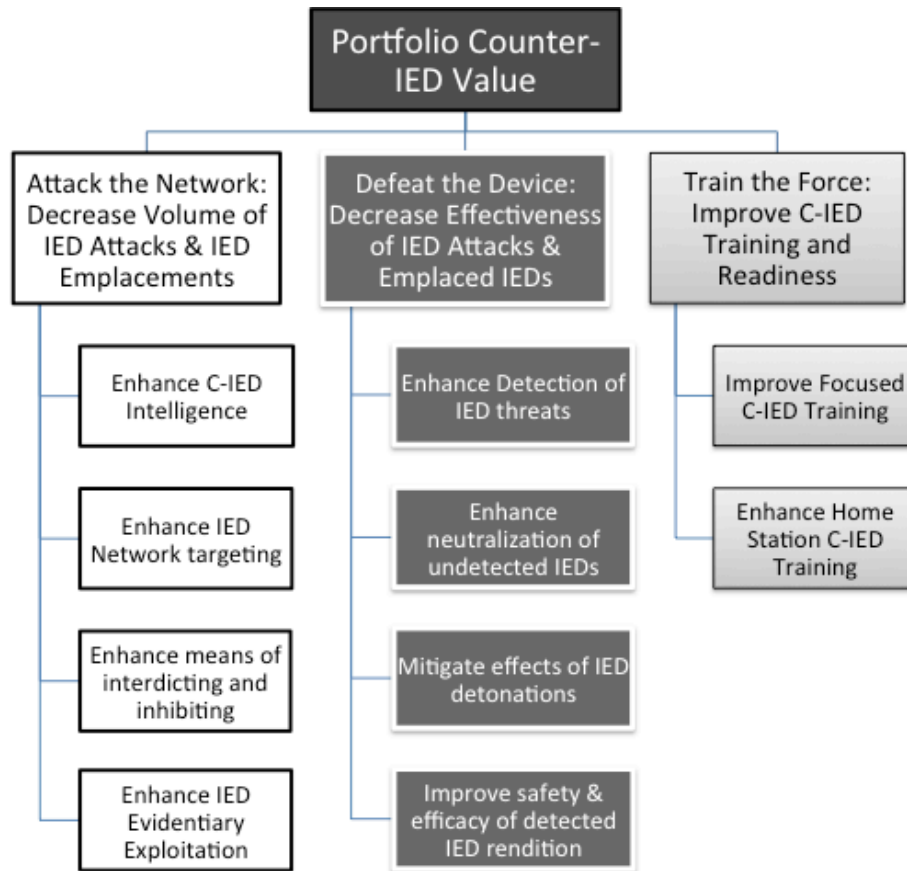 Portfolio Counter-
IED Value
Attack the Network:
Decrease Volume of
IED Attacks & IED
Emplacements
Defeat the Device:
Decrease Effectiveness
of IED Attacks &
Emplaced IEDs
Train the Force:
Improve C-IED
Training and
Readiness
Enhance C-IED
Intelligence
Enhance IED
Network targeting
Enhance means of
interdicting and
inhibiting
Enhance IED
Evidentiary
Exploitation
Enhance Detection of
IED threats
Enhance
neutralization of
undetected IEDs
Mitigate effects of IED
detonations
Improve safety &
efficacy of detected
IED rendition
Improve Focused
C-IED Training
Enhance Home
Station C-IED
Training